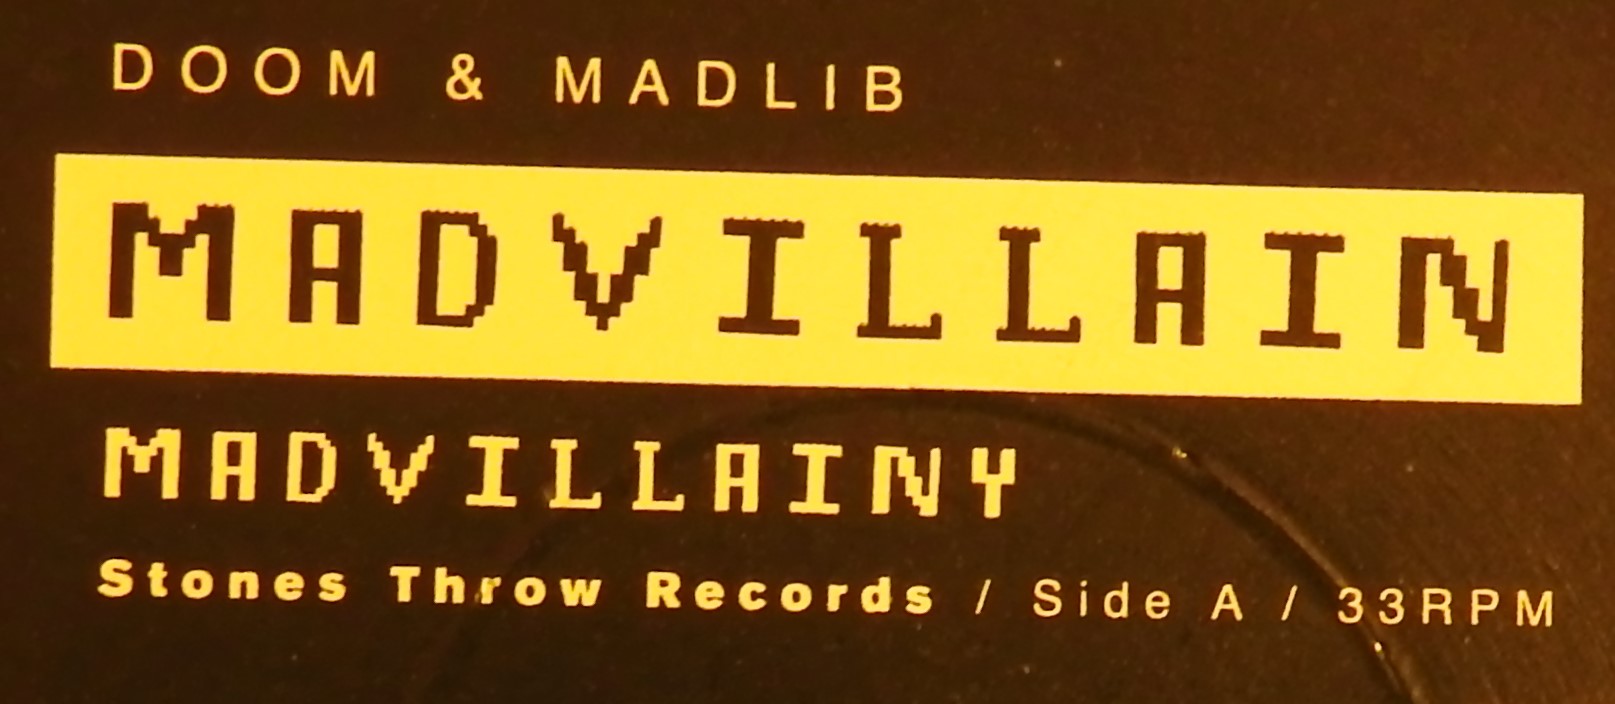 DOOM & MADLIB
MADVILLAIN
MADVILLAINY
Stones Throw Records / Side A / 33RPM